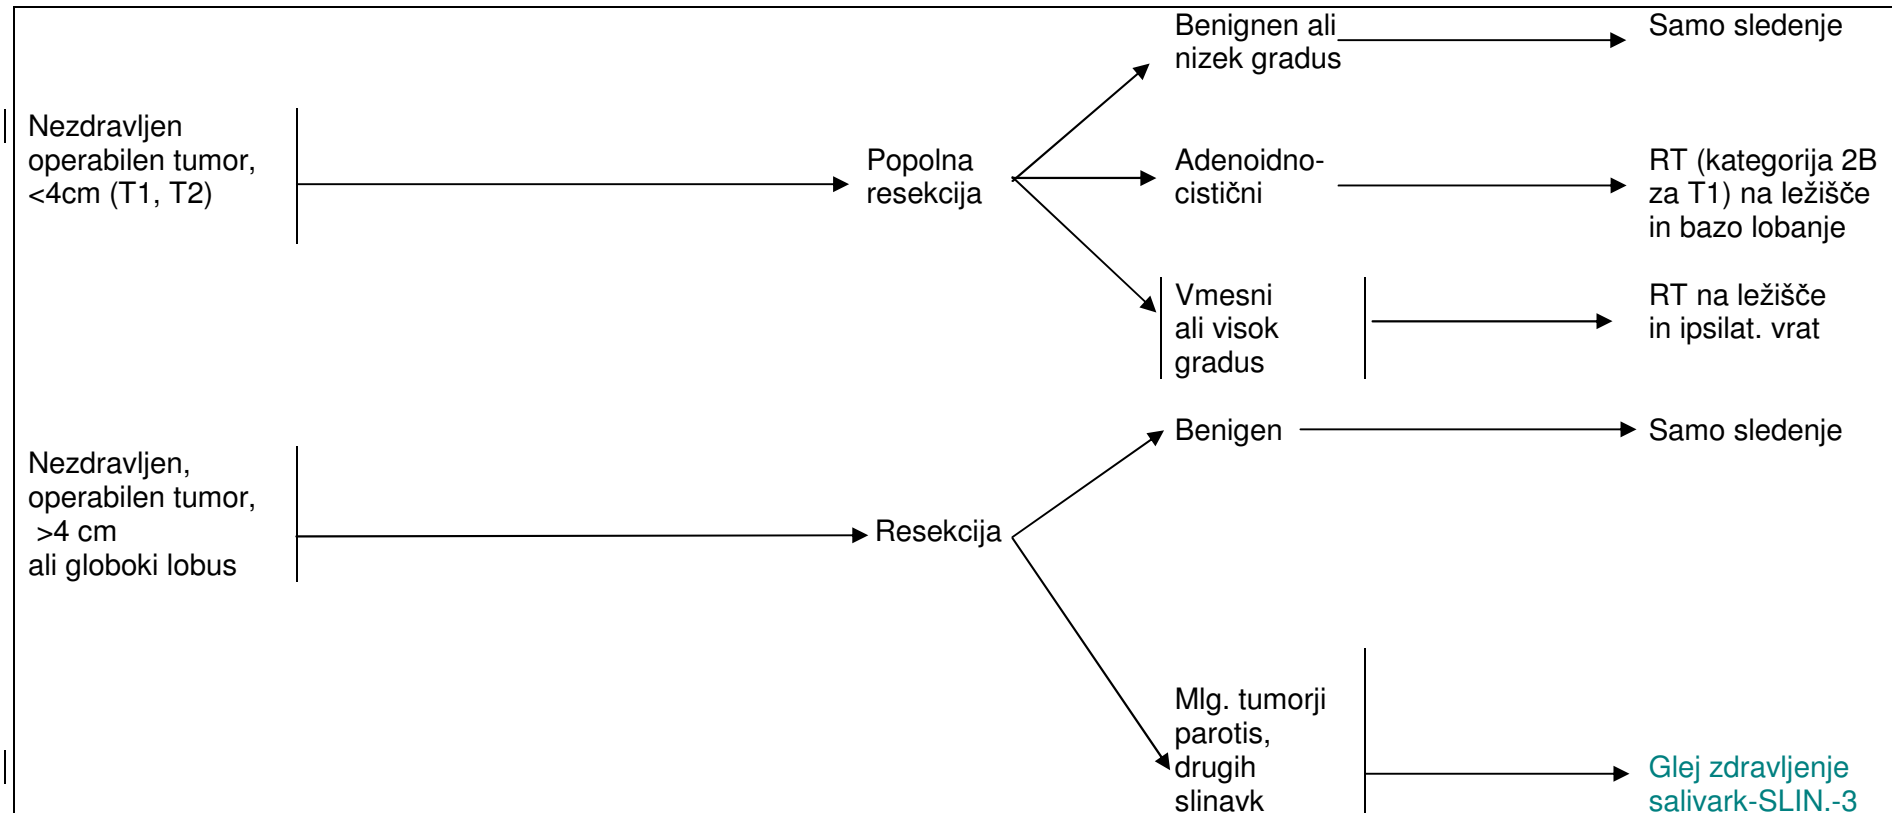 Benignen ali
nizek gradus
Samo sledenje
Nezdravljen
operabilen tumor,
<4cm (T1, T2)
Popolna
resekcija
Adenoidno-
cistični
RT (kategorija 2B
za T1) na ležišče
in bazo lobanje
Vmesni
ali visok
gradus
RT na ležišče
in ipsilat. vrat
Nezdravljen,
operabilen tumor,
>4 cm
ali globoki lobus
Resekcija
Benigen
Samo sledenje
Mlg. tumorji
parotis,
drugih
slinavk
Glej zdravljenje
salivark-SLIN.-3